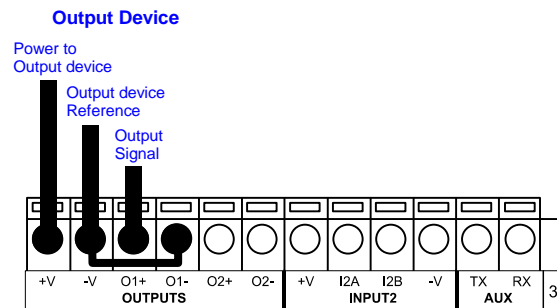 Output Device
Power to
Output device
Output device
Reference
Output
Signal
+V -V O1+ O1- O2+ O2- +V I2A I2B -V TX RX
OUTPUTS INPUT2 AUX
3